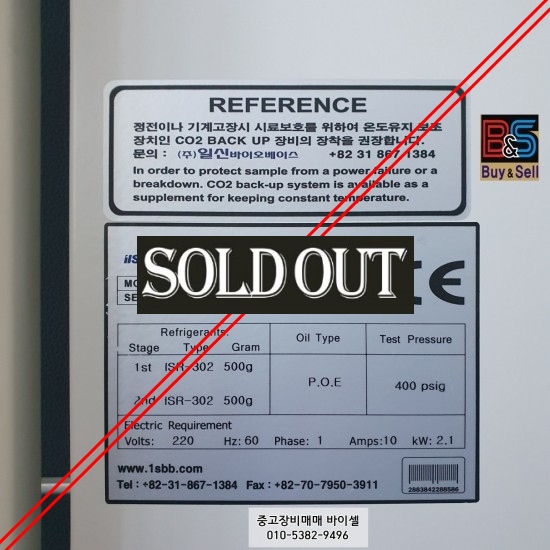 REFERENCE
정전이나 기계고장시 시료보호를 위하여 온도유지 보조
장치인 CO2 BACK UP 장비의 장착을 권장합니다.
문의 : (주)일신바이오베이스 +82 31 867 1384
In order to protect sample from a power failure or a
breakdown. CO2 back-up system is available as a
supplement for keeping constant temperature.
B&S
Buy & Sell
SOLD OUT
CE
Refrigerants: Oil Type Test Pressure
Stage Type Gram
1st ISR-302 500g
P.O.E 400 psig
2nd ISR-302 500g
Electric Requirement
Volts: 220 Hz: 60 Phase: 1 Amps:10 kW: 2.1
www.1sbb.com
Tel : +82-31-867-1384 Fax : +82-70-7950-3911
2883842288586
중고장비매매 바이셀
010-5382-9496